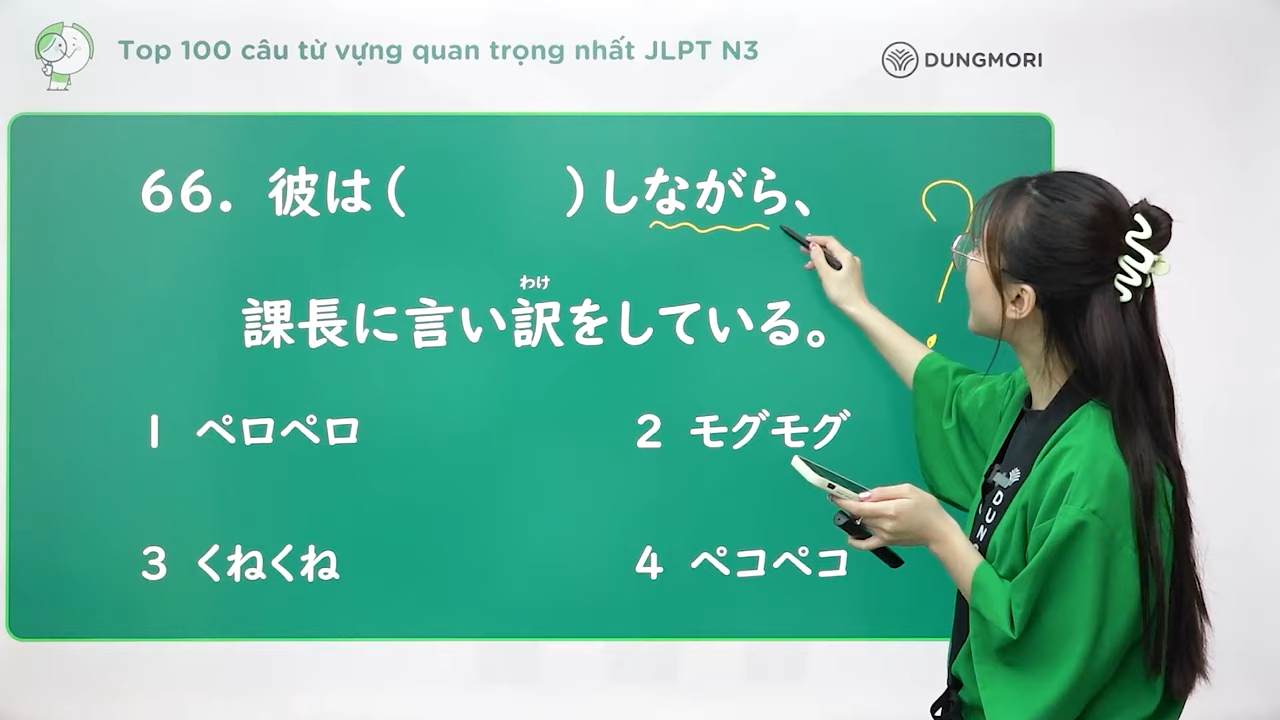 Top 100 câu từ vựng quan trọng nhất JLPT N3
DUNGMORI
66. 彼は( )しながら、
わけ
課長に言い訳をしている。
1 ペロペロ
2 モグモグ
3 くねくね
4 ペコペコ
?
DUN